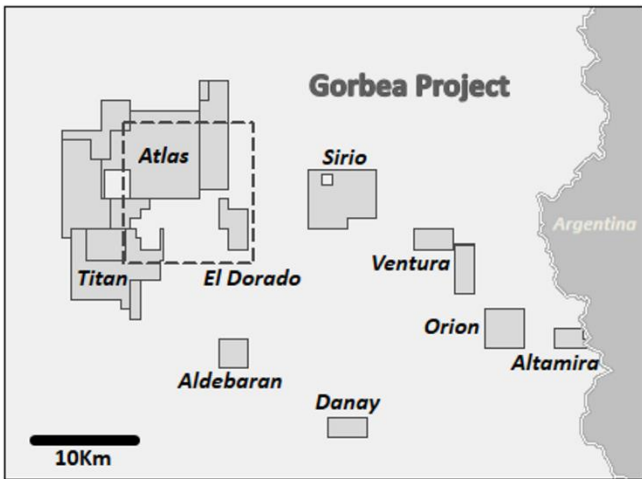 Gorbea Project
Atlas
Sirio
Argentina
Ventura
Titan
El Dorado
Orion
Altamira
Aldebaran
Danay
10Km